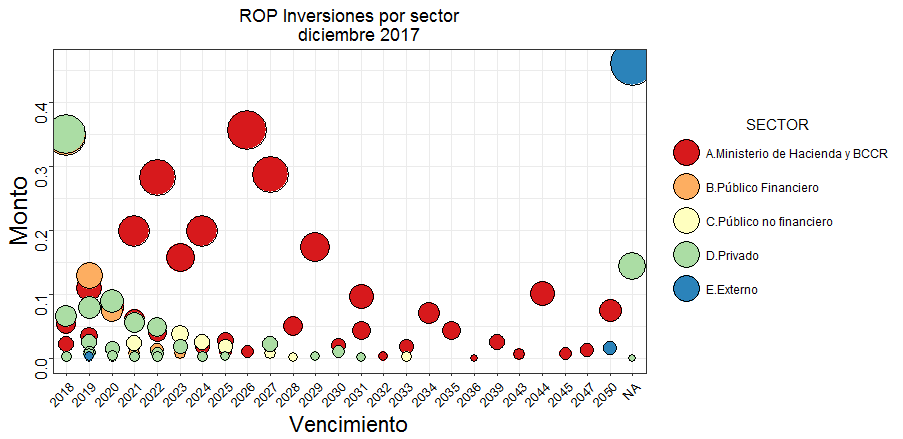 ROP Inversiones por sector
diciembre 2017
Monto
0.4
0.3
0.2
0.1
0.0
2018 2019 2020 2021 2022 2023 2024 2025 2026 2027 2028 2029 2030 2031 2032 2033 2034 2035 2036 2039 2043 2044 2045 2047 2050 NA
Vencimiento
SECTOR
A.Ministerio de Hacienda y BCCR
B.Público Financiero
C.Público no financiero
D.Privado
E.Externo